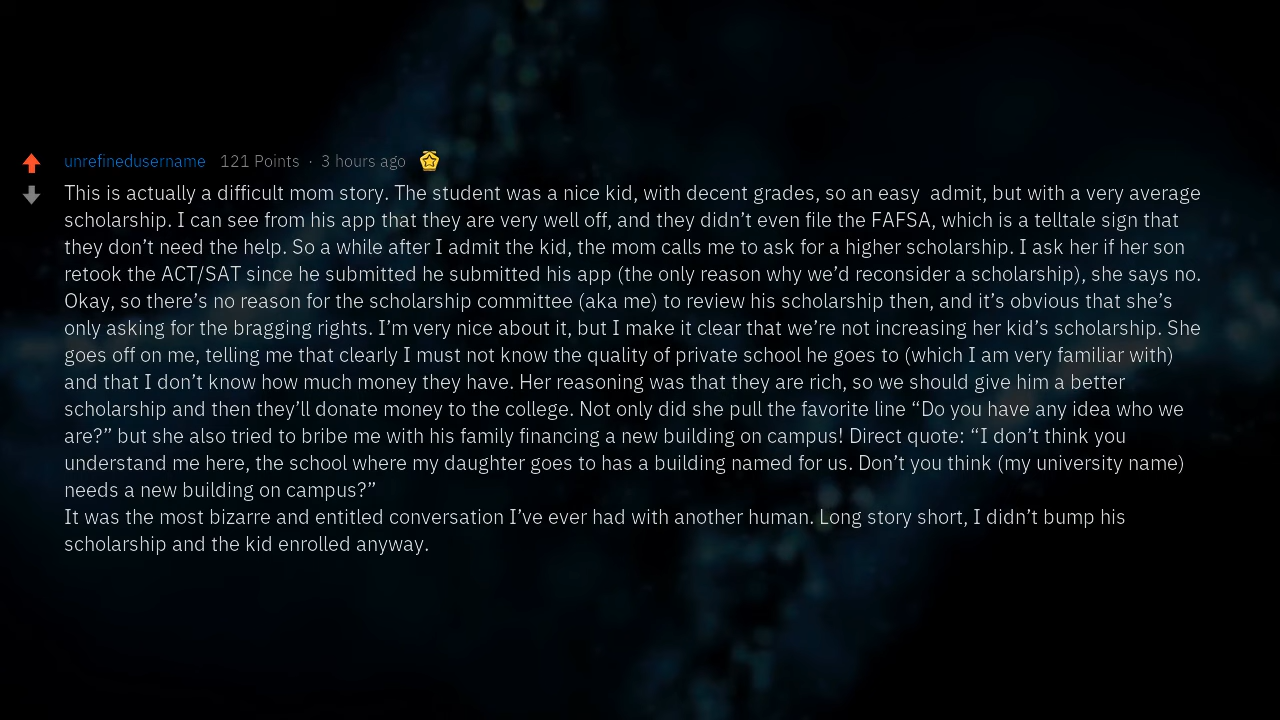 unrefinedusername 121 Points · 3 hours ago
This is actually a difficult mom story. The student was a nice kid, with decent grades, so an easy  admit, but with a very average
scholarship. I can see from his app that they are very well off, and they didn’t even file the FAFSA, which is a telltale sign that
they don’t need the help. So a while after I admit the kid, the mom calls me to ask for a higher scholarship. I ask her if her son
retook the ACT/SAT since he submitted he submitted his app (the only reason why we’d reconsider a scholarship), she says no.
Okay, so there’s no reason for the scholarship committee (aka me) to review his scholarship then, and it’s obvious that she’s
only asking for the bragging rights. I’m very nice about it, but I make it clear that we’re not increasing her kid’s scholarship. She
goes off on me, telling me that clearly I must not know the quality of private school he goes to (which I am very familiar with)
and that I don’t know how much money they have. Her reasoning was that they are rich, so we should give him a better
scholarship and then they’ll donate money to the college. Not only did she pull the favorite line “Do you have any idea who we
are?” but she also tried to bribe me with his family financing a new building on campus! Direct quote: “I don’t think you
understand me here, the school where my daughter goes to has a building named for us. Don’t you think (my university name)
needs a new building on campus?”
It was the most bizarre and entitled conversation I’ve ever had with another human. Long story short, I didn’t bump his
scholarship and the kid enrolled anyway.